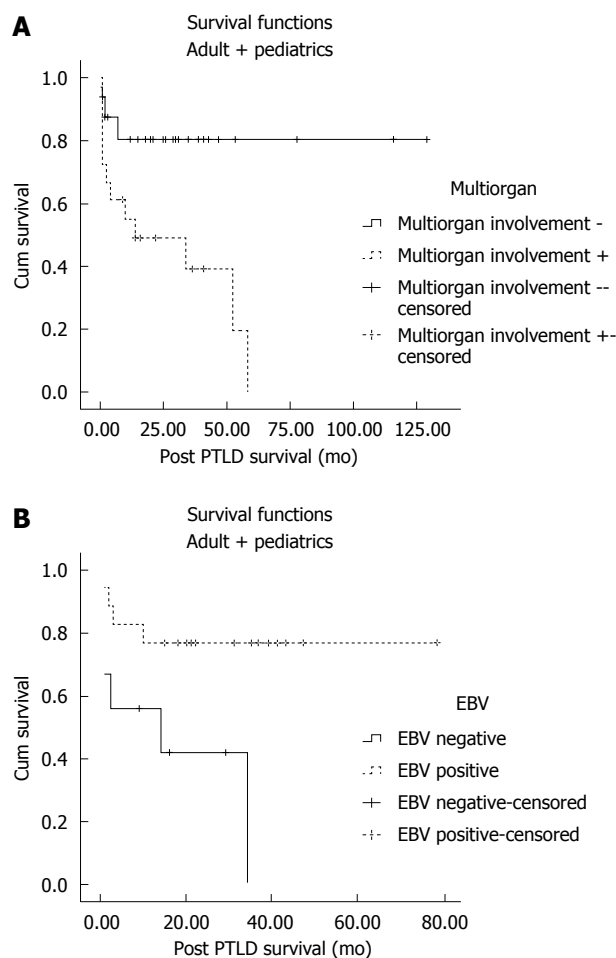 A
Survival functions
Adult + pediatrics
1.0
0.8
0.6
0.4
0.2
0.0
Cum survival
0.00 25.00 50.00 75.00 100.00 125.00
Post PTLD survival (mo)
Multiorgan
Multiorgan involvement -
Multiorgan involvement +
Multiorgan involvement --
censored
Multiorgan involvement +-
censored
B
Survival functions
Adult + pediatrics
1.0
0.8
0.6
0.4
0.2
0.0
Cum survival
0.00 20.00 40.00 60.00 80.00
Post PTLD survival (mo)
EBV
EBV negative
EBV positive
EBV negative-censored
EBV positive-censored